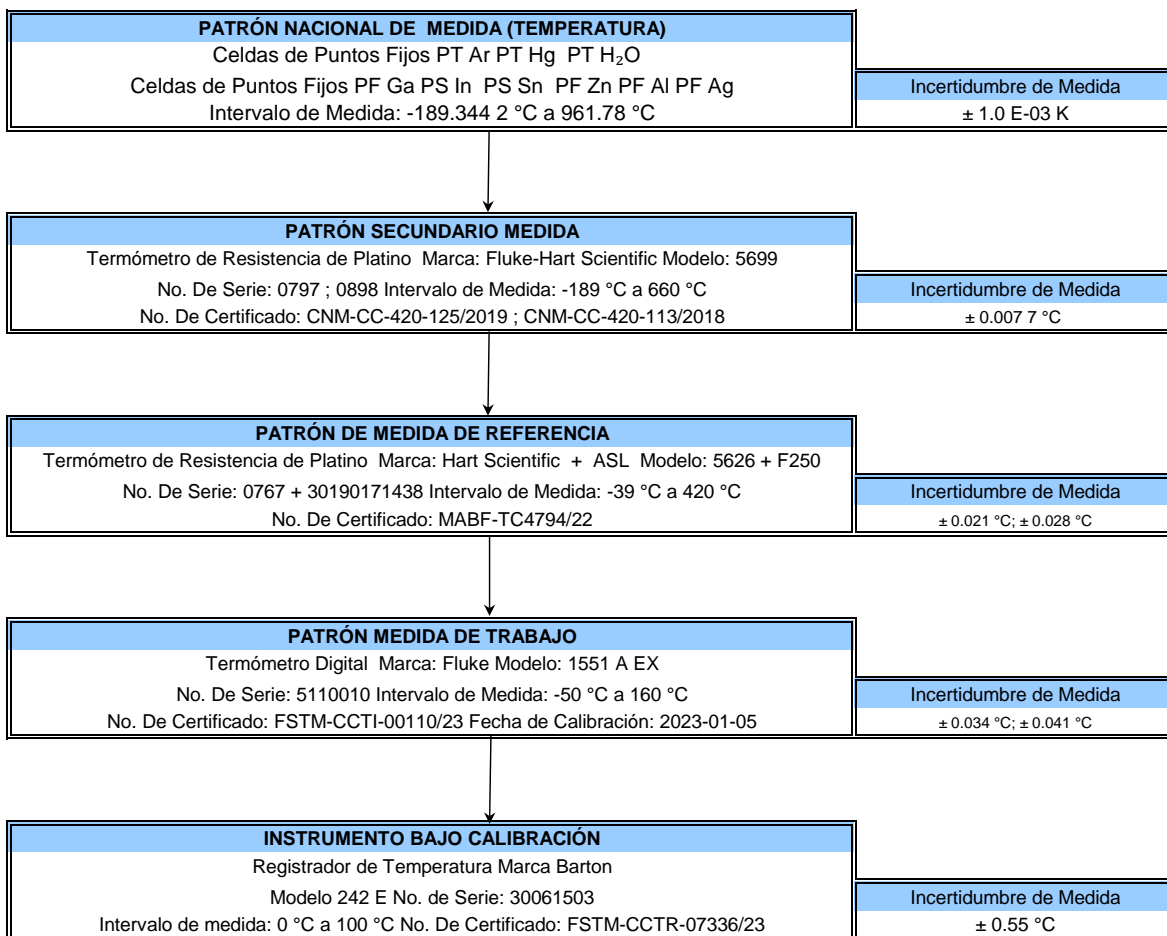 PATRÓN NACIONAL DE MEDIDA (TEMPERATURA)
Celdas de Puntos Fijos PT Ar PT Hg PT H₂O
Celdas de Puntos Fijos PF Ga PS In PS Sn PF Zn PF Al PF Ag
Intervalo de Medida: -189.344 2 °C a 961.78 °C
Incertidumbre de Medida
± 1.0 E-03 K
PATRÓN SECUNDARIO MEDIDA
Termómetro de Resistencia de Platino Marca: Fluke-Hart Scientific Modelo: 5699
No. De Serie: 0797 ; 0898 Intervalo de Medida: -189 °C a 660 °C
No. De Certificado: CNM-CC-420-125/2019 ; CNM-CC-420-113/2018
Incertidumbre de Medida
± 0.007 7 °C
PATRÓN DE MEDIDA DE REFERENCIA
Termómetro de Resistencia de Platino Marca: Hart Scientific + ASL Modelo: 5626 + F250
No. De Serie: 0767 + 30190171438 Intervalo de Medida: -39 °C a 420 °C
No. De Certificado: MABF-TC4794/22
Incertidumbre de Medida
± 0.021 °C; ± 0.028 °C
PATRÓN MEDIDA DE TRABAJO
Termómetro Digital Marca: Fluke Modelo: 1551 A EX
No. De Serie: 5110010 Intervalo de Medida: -50 °C a 160 °C
No. De Certificado: FSTM-CCTI-00110/23 Fecha de Calibración: 2023-01-05
Incertidumbre de Medida
± 0.034 °C; ± 0.041 °C
INSTRUMENTO BAJO CALIBRACIÓN
Registrador de Temperatura Marca Barton
Modelo 242 E No. de Serie: 30061503
Intervalo de medida: 0 °C a 100 °C No. De Certificado: FSTM-CCTR-07336/23
Incertidumbre de Medida
± 0.55 °C